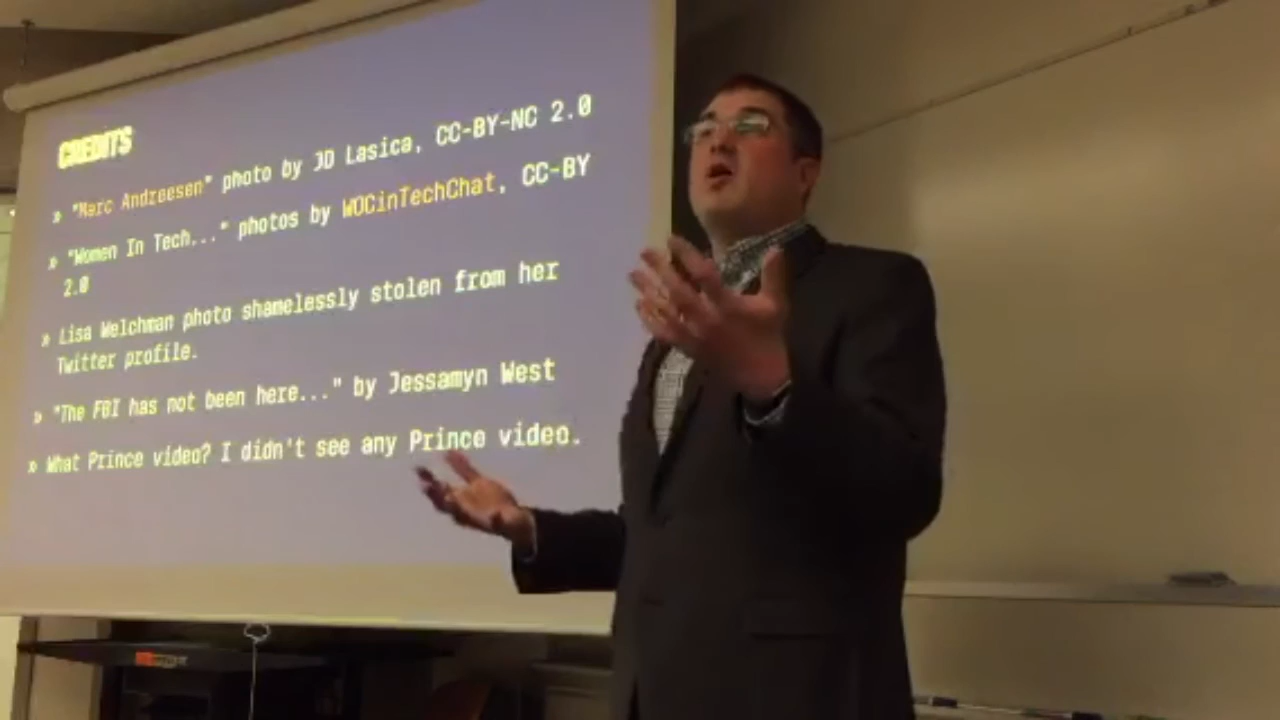 CREDITS
» "Marc Andreesen" photo by JD Lasica, CC-BY-NC 2.0
» "Women In Tech..." photos by WOCinTechChat, CC-BY
2.0
» Lisa Welchman photo shamelessly stolen from her
Twitter profile.
» "The FBI has not been here..." by Jessamyn West
» What Prince video? I didn't see any Prince video.